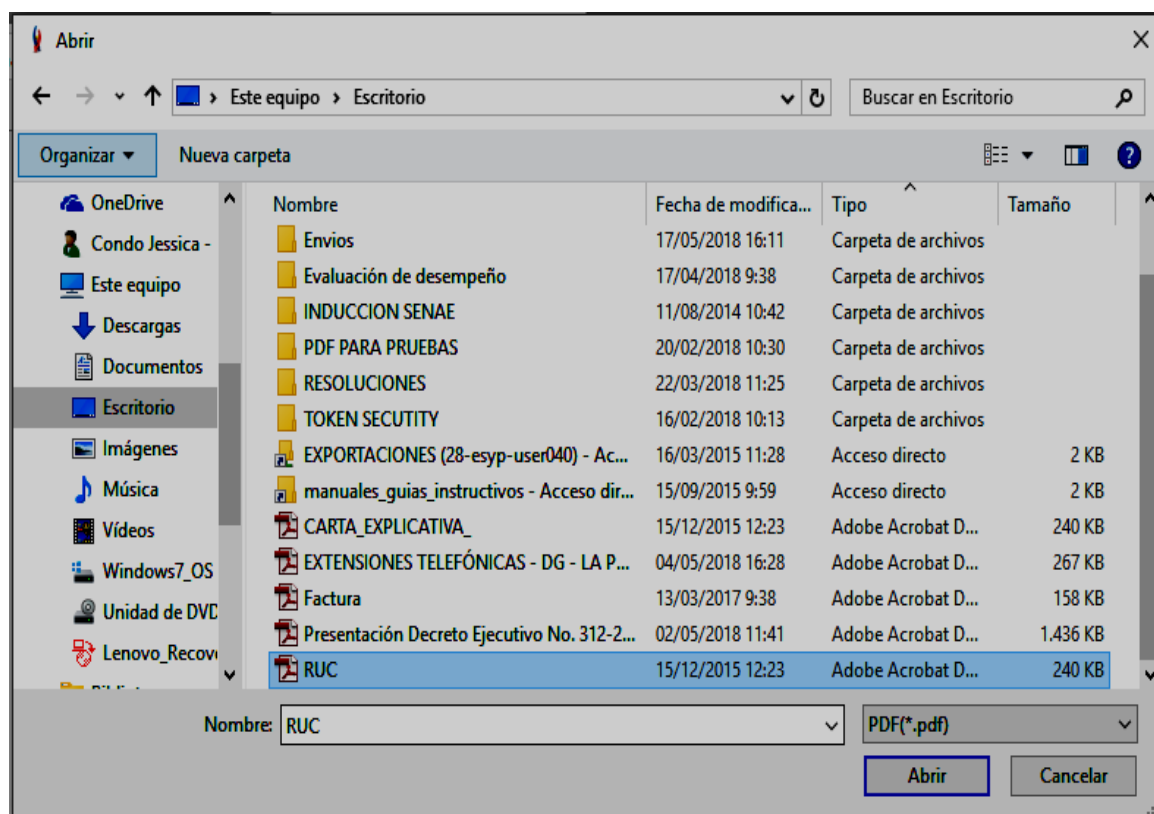 Abrir
Este equipo > Escritorio
Buscar en Escritorio
Organizar
Nueva carpeta
OneDrive
Condo Jessica -
Este equipo
Descargas
Documentos
Escritorio
Imágenes
Música
Vídeos
Windows7_OS
Unidad de DVD
Lenovo_Recov
Nombre Fecha de modifica... Tipo Tamaño
Envios 17/05/2018 16:11 Carpeta de archivos
Evaluación de desempeño 17/04/2018 9:38 Carpeta de archivos
INDUCCION SENAE 11/08/2014 10:42 Carpeta de archivos
PDF PARA PRUEBAS 20/02/2018 10:30 Carpeta de archivos
RESOLUCIONES 22/03/2018 11:25 Carpeta de archivos
TOKEN SECUTITY 16/02/2018 10:13 Carpeta de archivos
EXPORTACIONES (28-esyp-user040) - Ac... 16/03/2015 11:28 Acceso directo 2 KB
manuales_guias_instructivos - Acceso dir... 15/09/2015 9:59 Acceso directo 2 KB
CARTA_EXPLICATIVA_ 15/12/2015 12:23 Adobe Acrobat D... 240 KB
EXTENSIONES TELEFÓNICAS - DG - LA P... 04/05/2018 16:28 Adobe Acrobat D... 267 KB
Factura 13/03/2017 9:38 Adobe Acrobat D... 158 KB
Presentación Decreto Ejecutivo No. 312-2... 02/05/2018 11:41 Adobe Acrobat D... 1.436 KB
RUC 15/12/2015 12:23 Adobe Acrobat D... 240 KB
Nombre: RUC PDF(*.pdf)
Abrir Cancelar